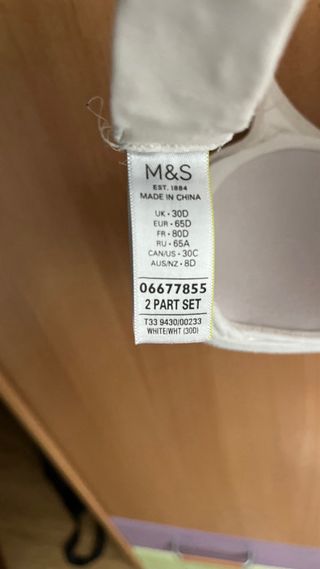 M&S
EST. 1884
MADE IN CHINA
UK • 30D
EUR • 65D
FR • 80D
RU • 65A
CAN/US • 30C
AUS/NZ • 8D
06677855
2 PART SET
T33 9430/00233
WHITE/WHT (30D)